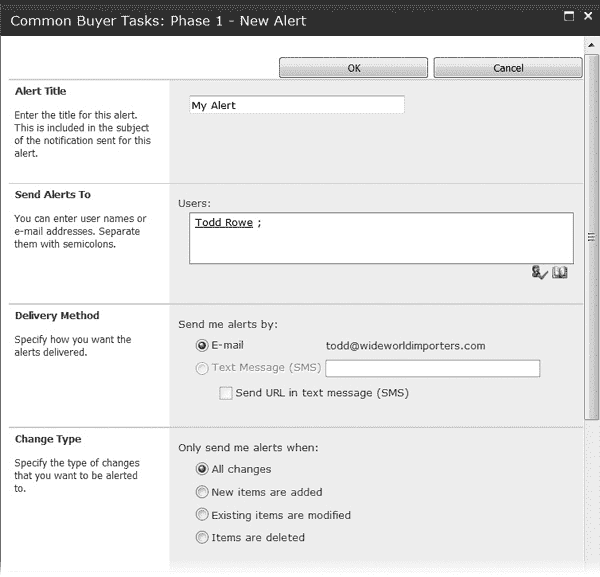 Common Buyer Tasks: Phase 1 - New Alert
OK
Cancel
Alert Title
Enter the title for this alert.
This is included in the subject
of the notification sent for this
alert.
My Alert
Send Alerts To
You can enter user names or
e-mail addresses. Separate
them with semicolons.
Users:
Todd Rowe ;
Delivery Method
Specify how you want the
alerts delivered.
Send me alerts by:
E-mail
todd@wideworldimporters.com
Text Message (SMS)
Send URL in text message (SMS)
Change Type
Specify the type of changes
that you want to be alerted
to.
Only send me alerts when:
All changes
New items are added
Existing items are modified
Items are deleted